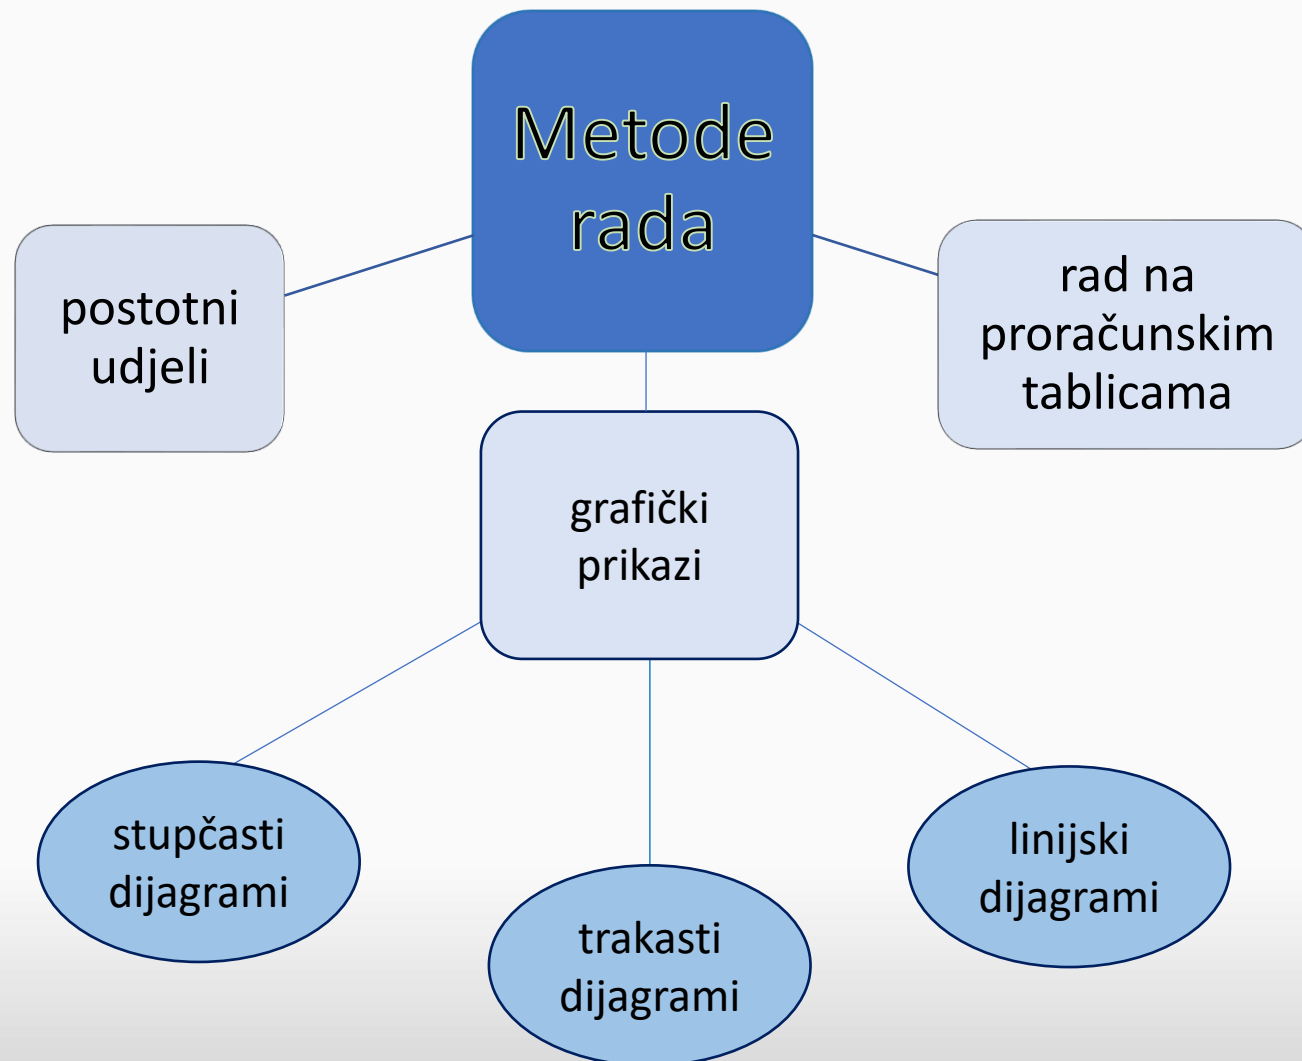 Metode
rada
postotni
udjeli
rad na
proračunskim
tablicama
grafički
prikazi
stupčasti
dijagrami
trakasti
dijagrami
linijski
dijagrami